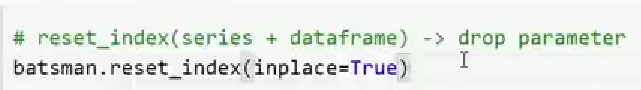 # reset_index(series + dataframe) -> drop parameter
batsman.reset_index(inplace=True)